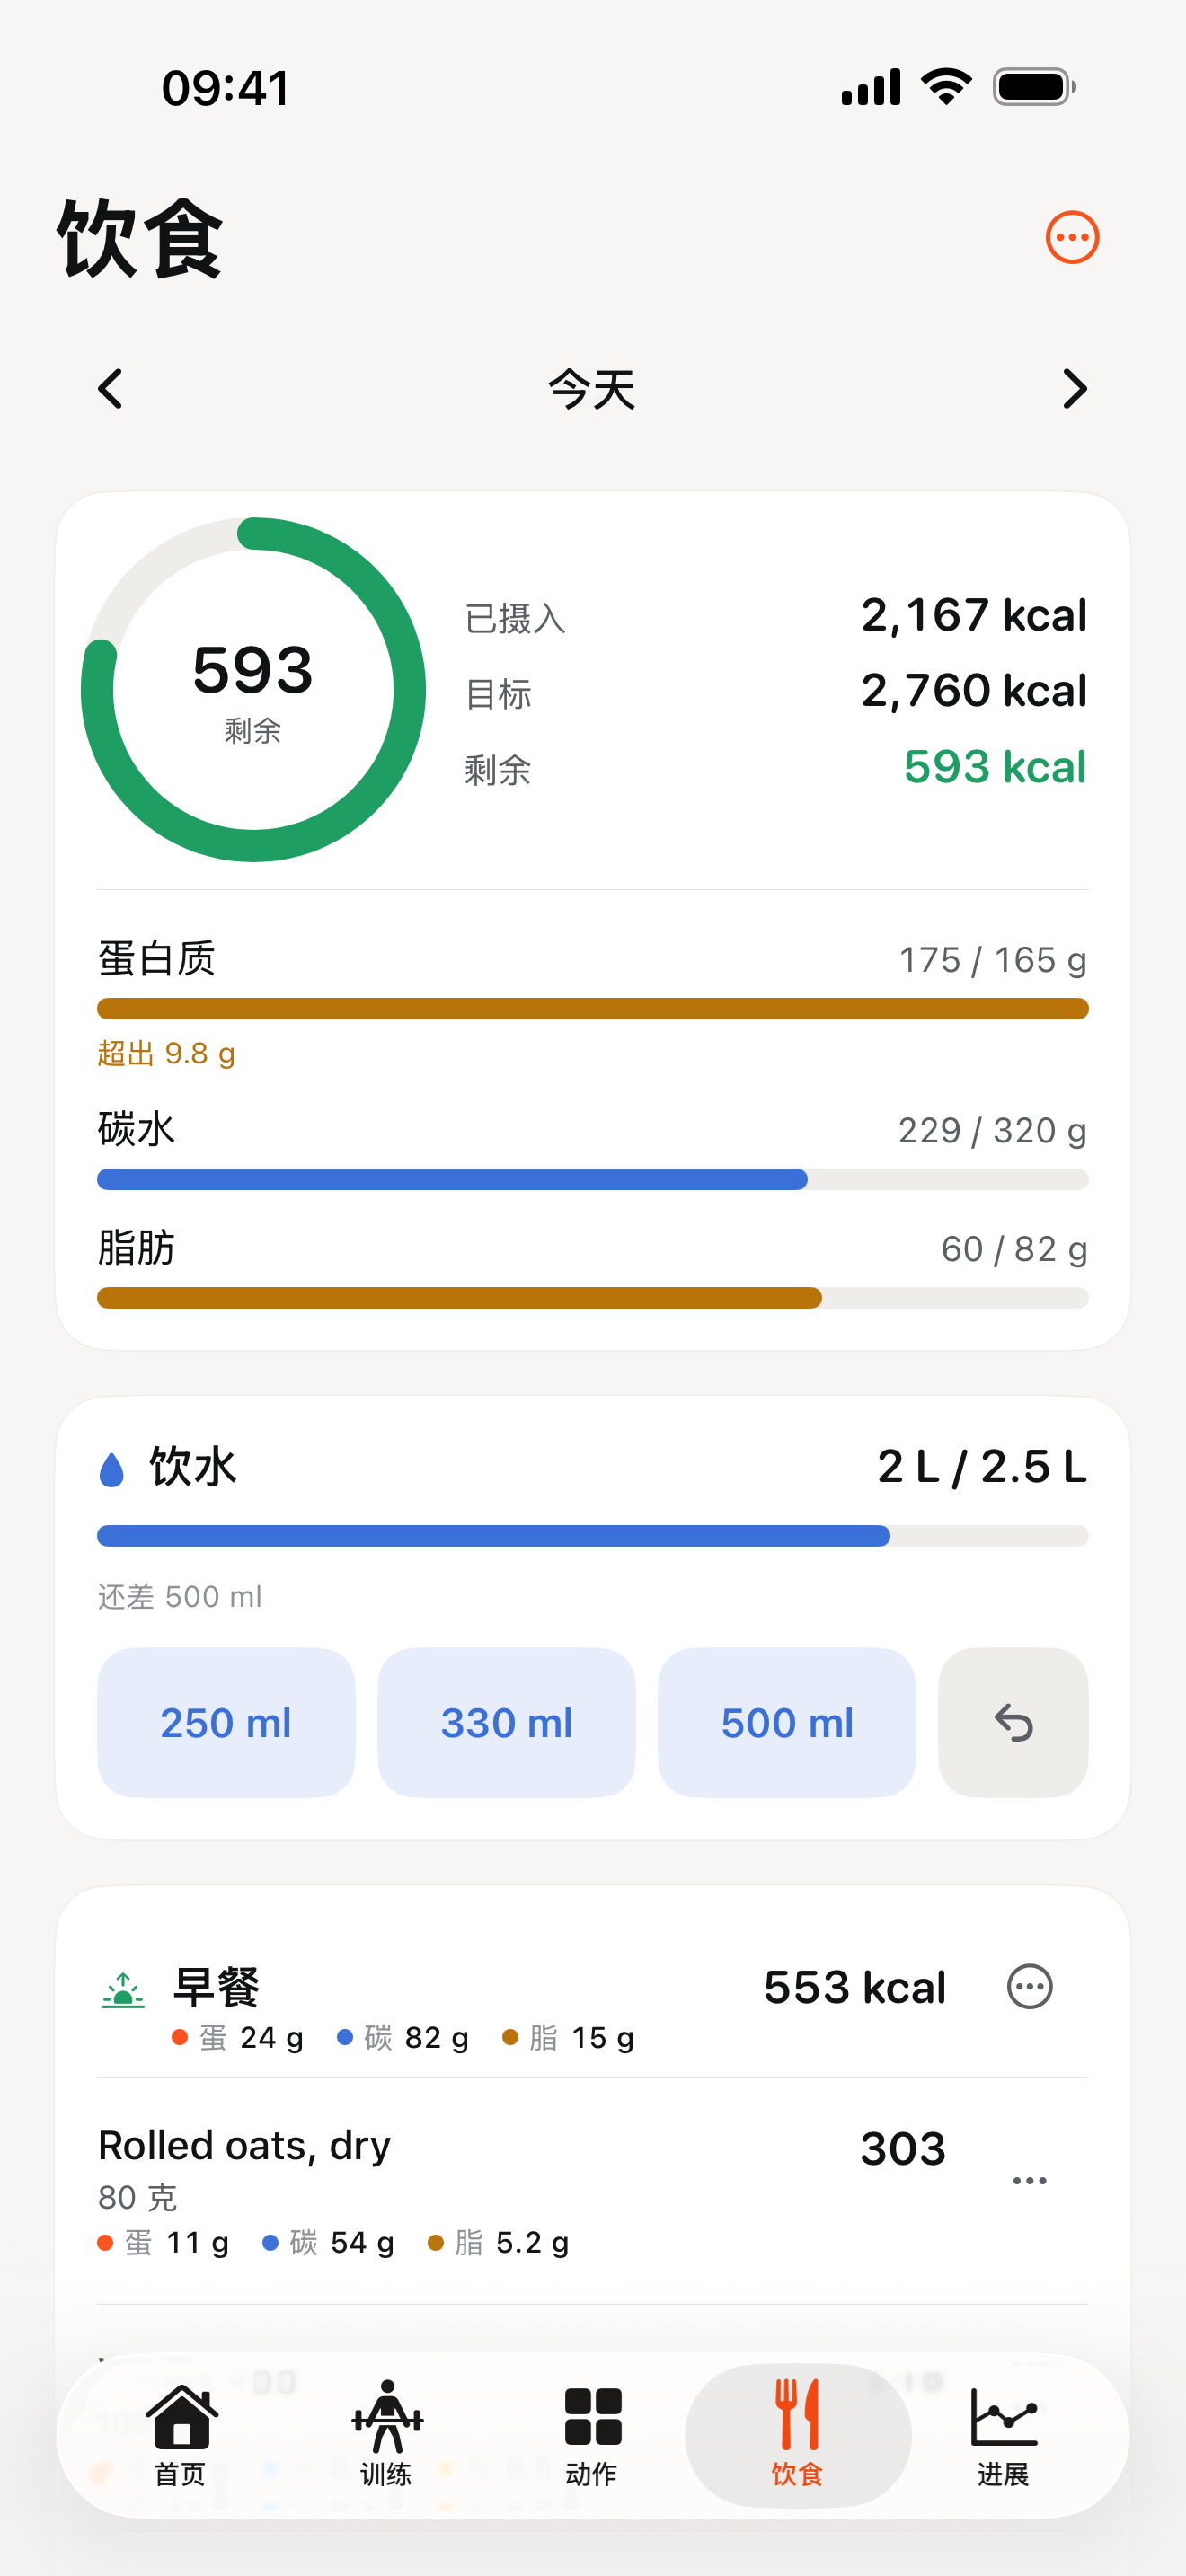 09:41
饮食
今天
593
剩余
已摄入 2,167 kcal
目标 2,760 kcal
剩余 593 kcal
蛋白质 175 / 165 g
超出 9.8 g
碳水 229 / 320 g
脂肪 60 / 82 g
饮水 2 L / 2.5 L
还差 500 ml
250 ml 330 ml 500 ml
早餐 553 kcal
蛋 24 g 碳 82 g 脂 15 g
Rolled oats, dry 303
80 克
蛋 11 g 碳 54 g 脂 5.2 g
首页 训练 动作 饮食 进展